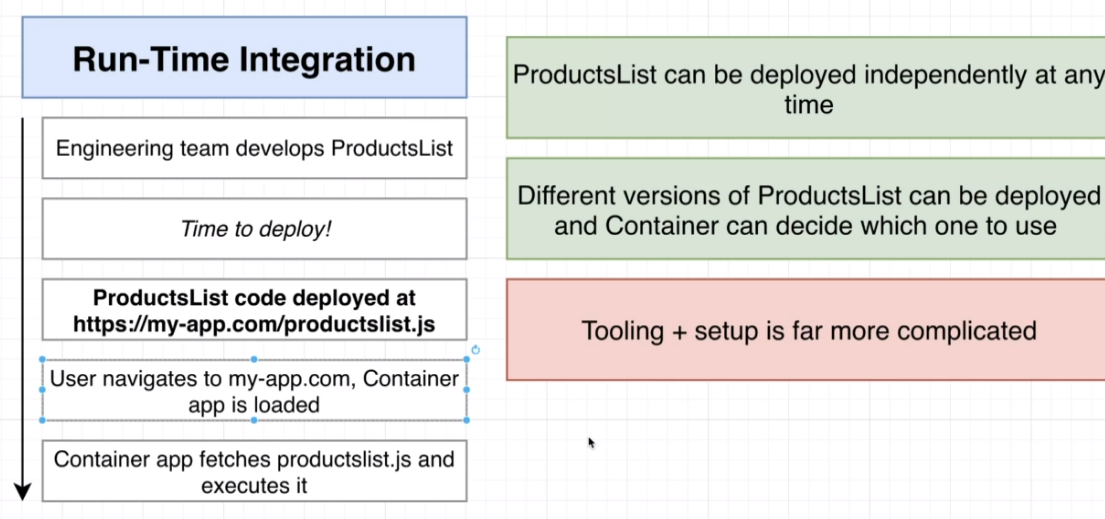 Run-Time Integration
Engineering team develops ProductsList
Time to deploy!
ProductsList code deployed at
https://my-app.com/productslist.js
User navigates to my-app.com, Container
app is loaded
Container app fetches productslist.js and
executes it
ProductsList can be deployed independently at any
time
Different versions of ProductsList can be deployed
and Container can decide which one to use
Tooling + setup is far more complicated